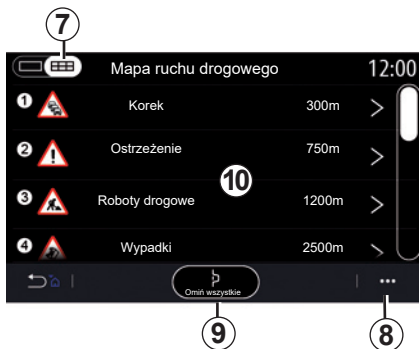 7
Mapa ruchu drogowego 12:00
1 Korek 300m
2 Ostrzeżenie 750m
10
3 Roboty drogowe 1200m
4 Wypadki 2500m
Omiń wszystkie
9 8